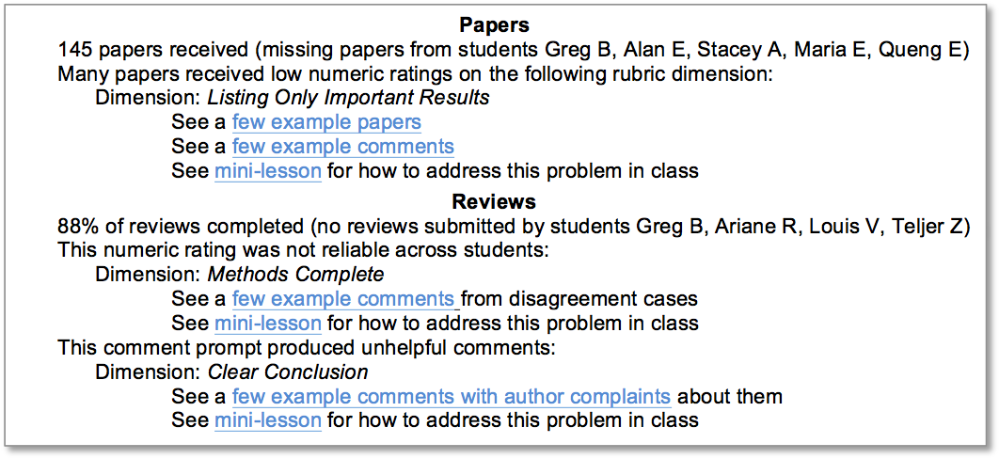 Papers
145 papers received (missing papers from students Greg B, Alan E, Stacey A, Maria E, Queng E)
Many papers received low numeric ratings on the following rubric dimension:
Dimension: Listing Only Important Results
See a few example papers
See a few example comments
See mini-lesson for how to address this problem in class
Reviews
88% of reviews completed (no reviews submitted by students Greg B, Ariane R, Louis V, Teljer Z)
This numeric rating was not reliable across students:
Dimension: Methods Complete
See a few example comments from disagreement cases
See mini-lesson for how to address this problem in class
This comment prompt produced unhelpful comments:
Dimension: Clear Conclusion
See a few example comments with author complaints about them
See mini-lesson for how to address this problem in class